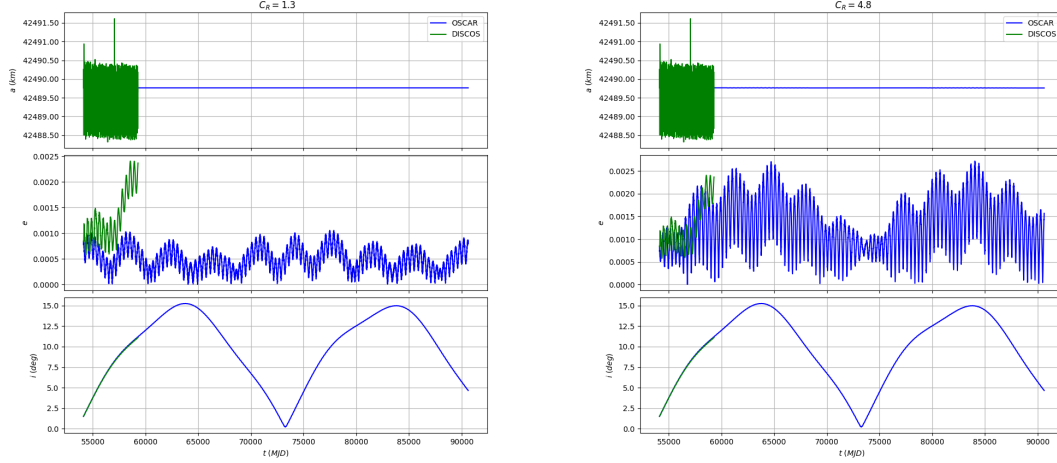 C_R = 1.3
42491.50
42491.00
42490.50
42490.00
42489.50
42489.00
42488.50
a (km)
OSCAR
DISCOS
0.0025
0.0020
0.0015
0.0010
0.0005
0.0000
e
15.0
12.5
10.0
7.5
5.0
2.5
0.0
i (deg)
55000 60000 65000 70000 75000 80000 85000 90000
t (MJD)
C_R = 4.8
42491.50
42491.00
42490.50
42490.00
42489.50
42489.00
42488.50
a (km)
OSCAR
DISCOS
0.0025
0.0020
0.0015
0.0010
0.0005
0.0000
e
15.0
12.5
10.0
7.5
5.0
2.5
0.0
i (deg)
55000 60000 65000 70000 75000 80000 85000 90000
t (MJD)